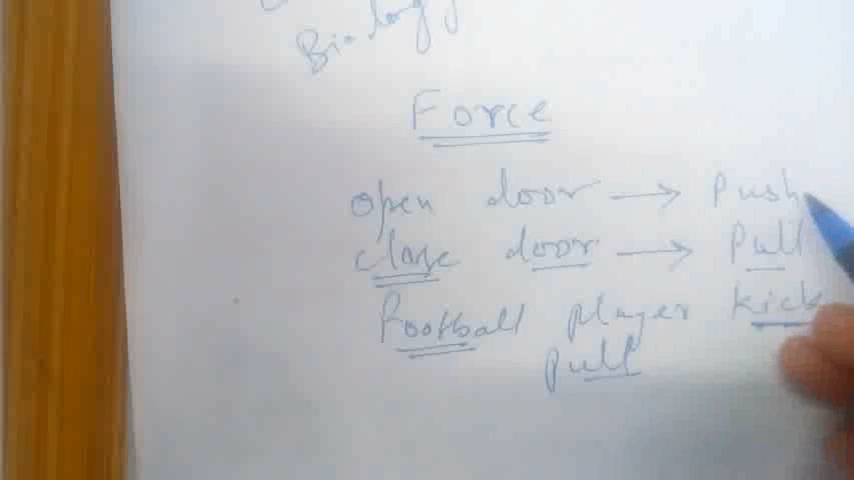 Biology
Force
open door → Push
close door → Pull
Football player kick
pull